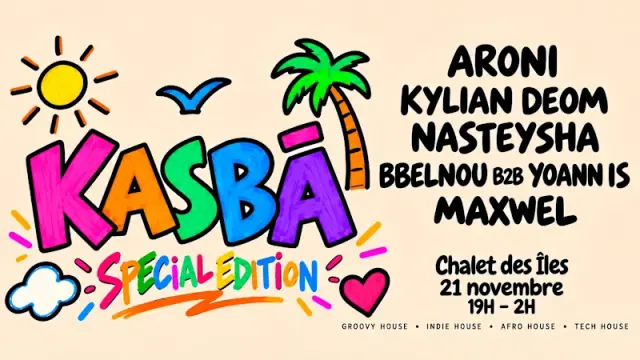 KASBĀ
SPECIAL EDITION
ARONI
KYLIAN DEOM
NASTEYSHA
BBELNOU B2B YOANN IS
MAXWEL
Chalet des Îles
21 novembre
19H - 2H
GROOVY HOUSE • INDIE HOUSE • AFRO HOUSE • TECH HOUSE